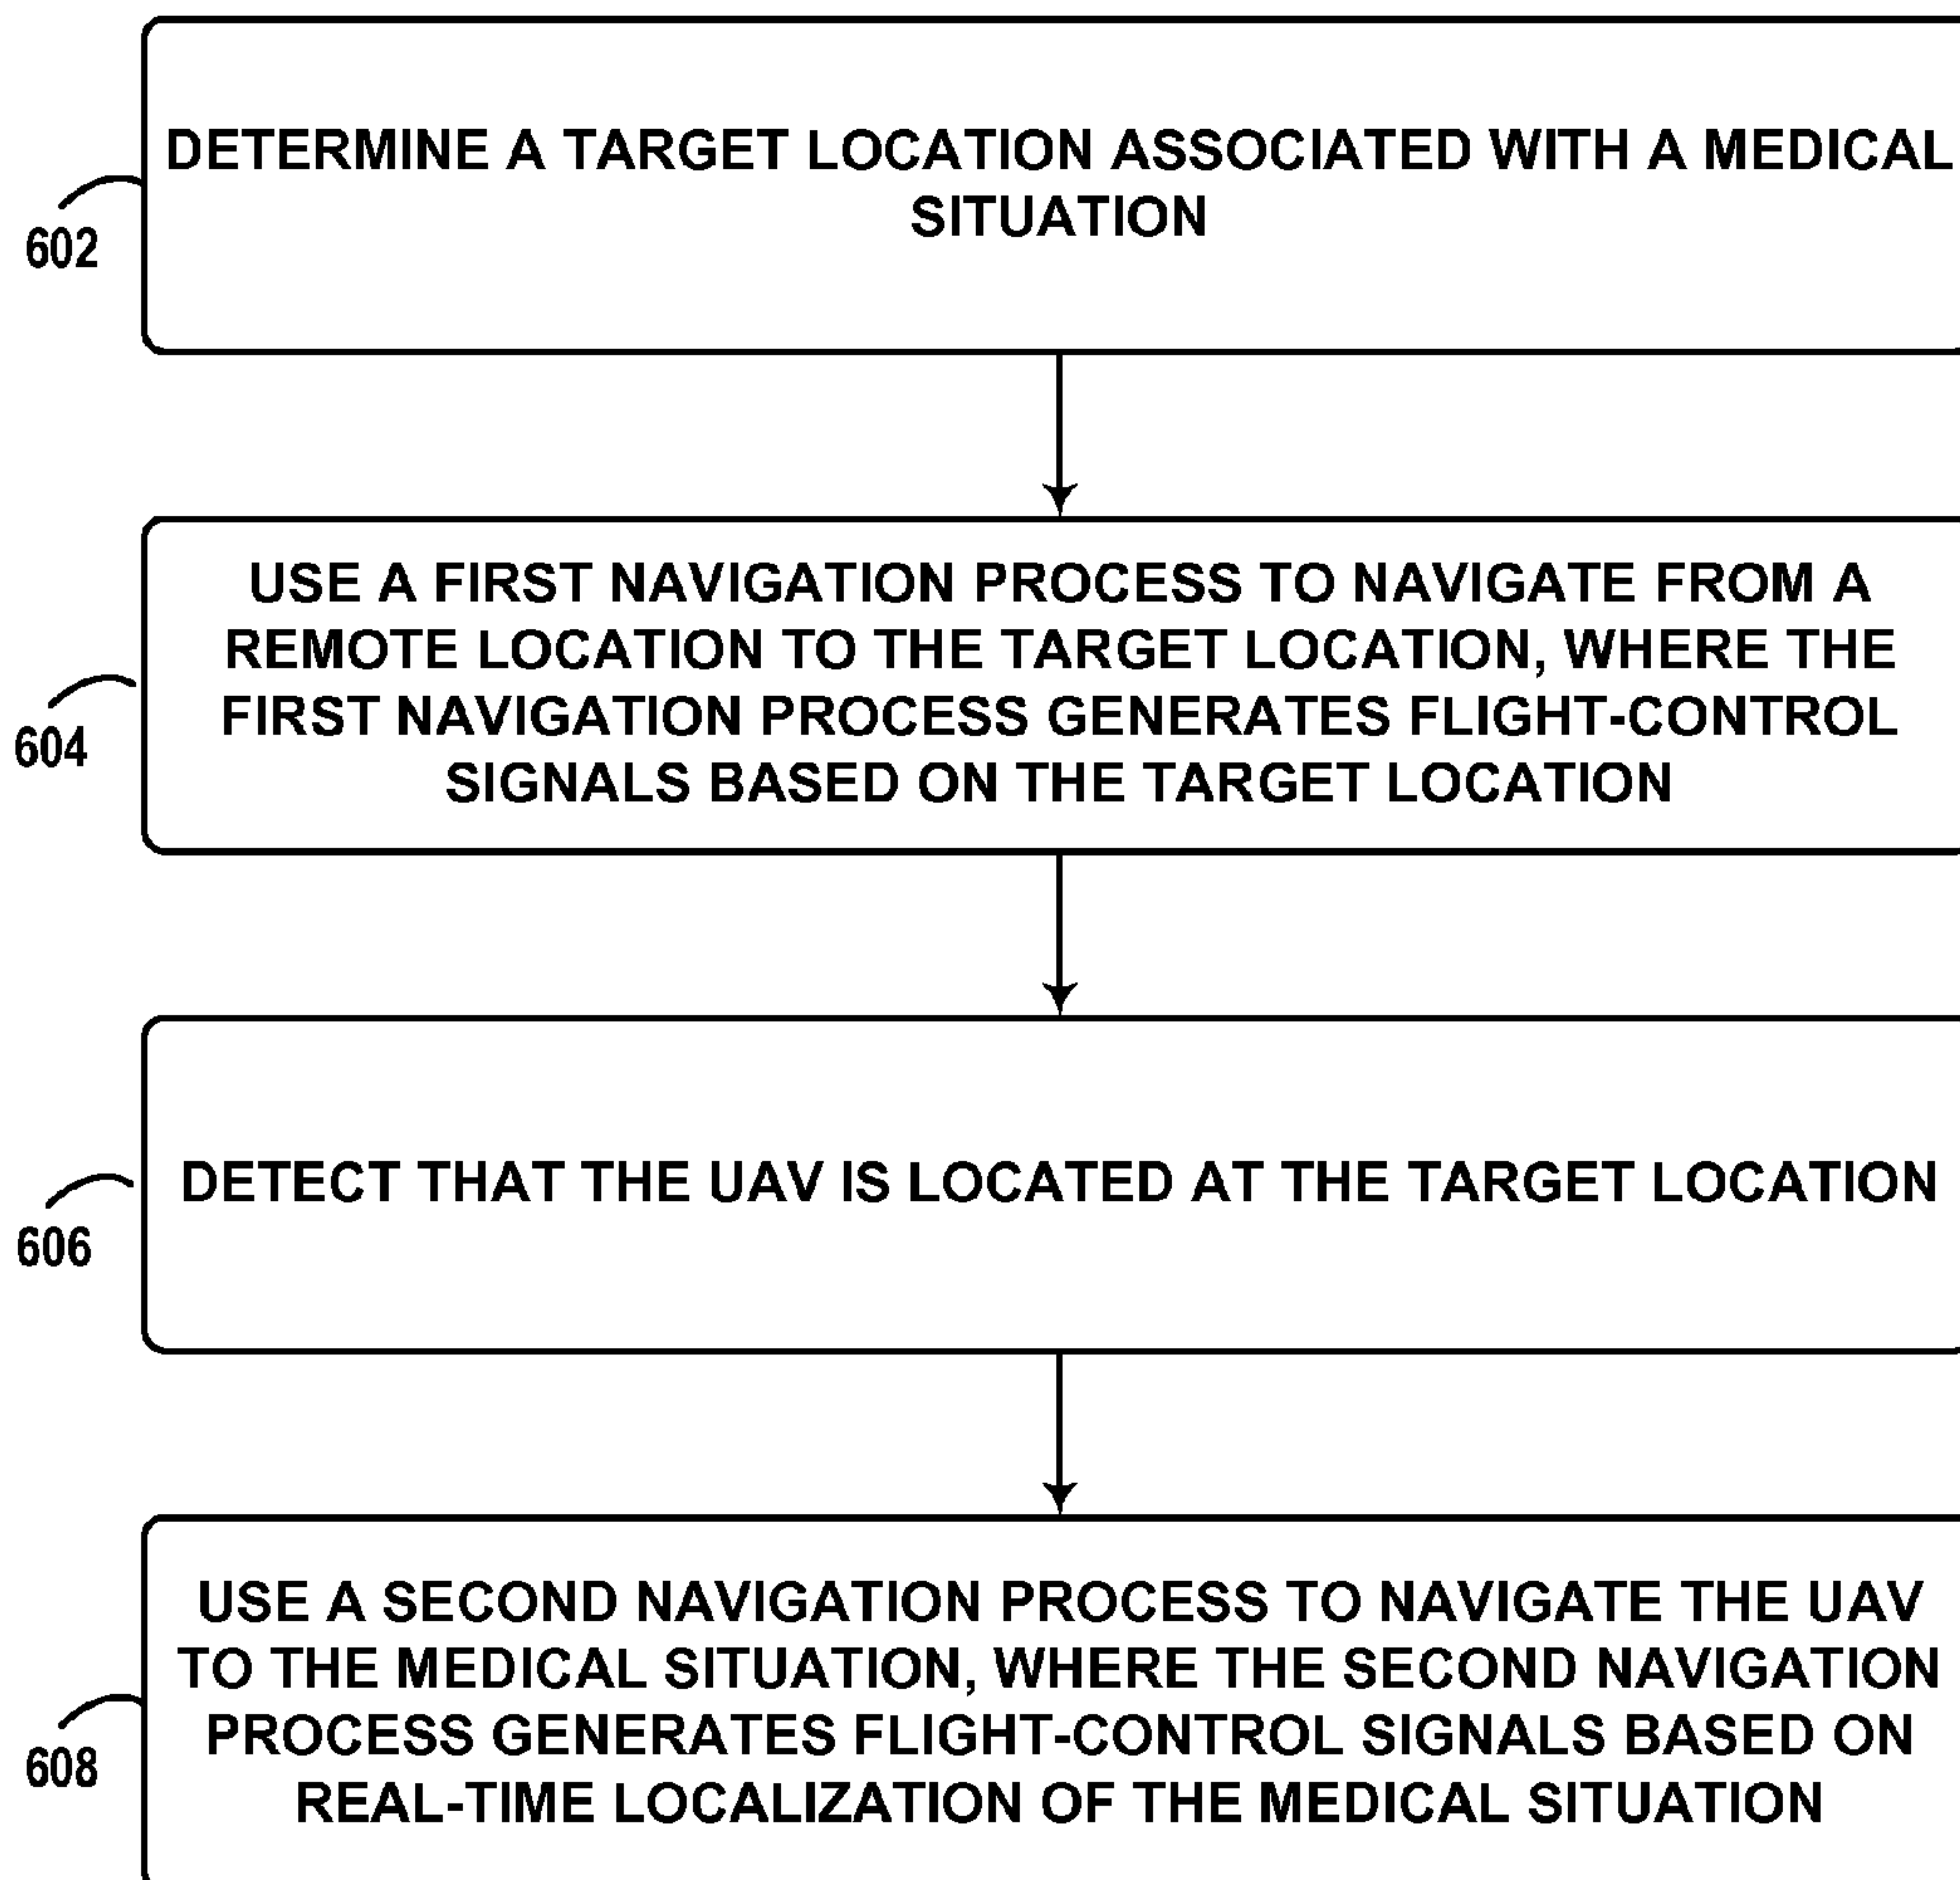 DETERMINE A TARGET LOCATION ASSOCIATED WITH A MEDICAL
SITUATION
602
USE A FIRST NAVIGATION PROCESS TO NAVIGATE FROM A
REMOTE LOCATION TO THE TARGET LOCATION, WHERE THE
FIRST NAVIGATION PROCESS GENERATES FLIGHT-CONTROL
SIGNALS BASED ON THE TARGET LOCATION
604
DETECT THAT THE UAV IS LOCATED AT THE TARGET LOCATION
606
USE A SECOND NAVIGATION PROCESS TO NAVIGATE THE UAV
TO THE MEDICAL SITUATION, WHERE THE SECOND NAVIGATION
PROCESS GENERATES FLIGHT-CONTROL SIGNALS BASED ON
REAL-TIME LOCALIZATION OF THE MEDICAL SITUATION
608